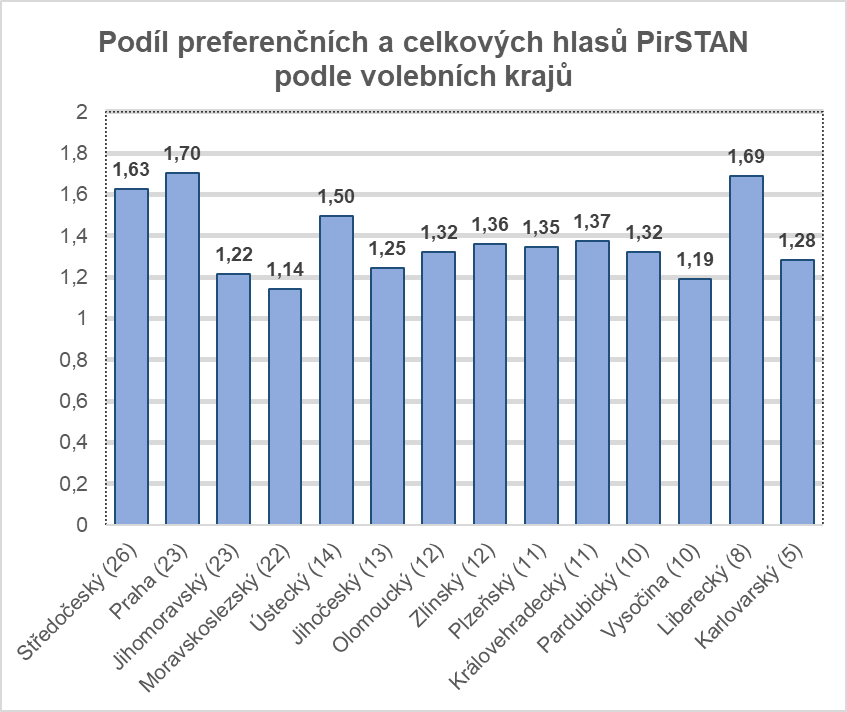 Podíl preferenčních a celkových hlasů PirSTAN
podle volebních krajů
2
1,8
1,6
1,4
1,2
1
0,8
0,6
0,4
0,2
0
1,63
1,70
1,22
1,14
1,50
1,25
1,32
1,36
1,35
1,37
1,32
1,19
1,69
1,28
Středočeský (26)
Praha (23)
Jihomoravský (23)
Moravskoslezský (22)
Ústecký (14)
Jihočeský (13)
Olomoucký (12)
Zlínský (12)
Plzeňský (11)
Královehradecký (11)
Pardubický (10)
Vysočina (10)
Liberecký (8)
Karlovarský (5)